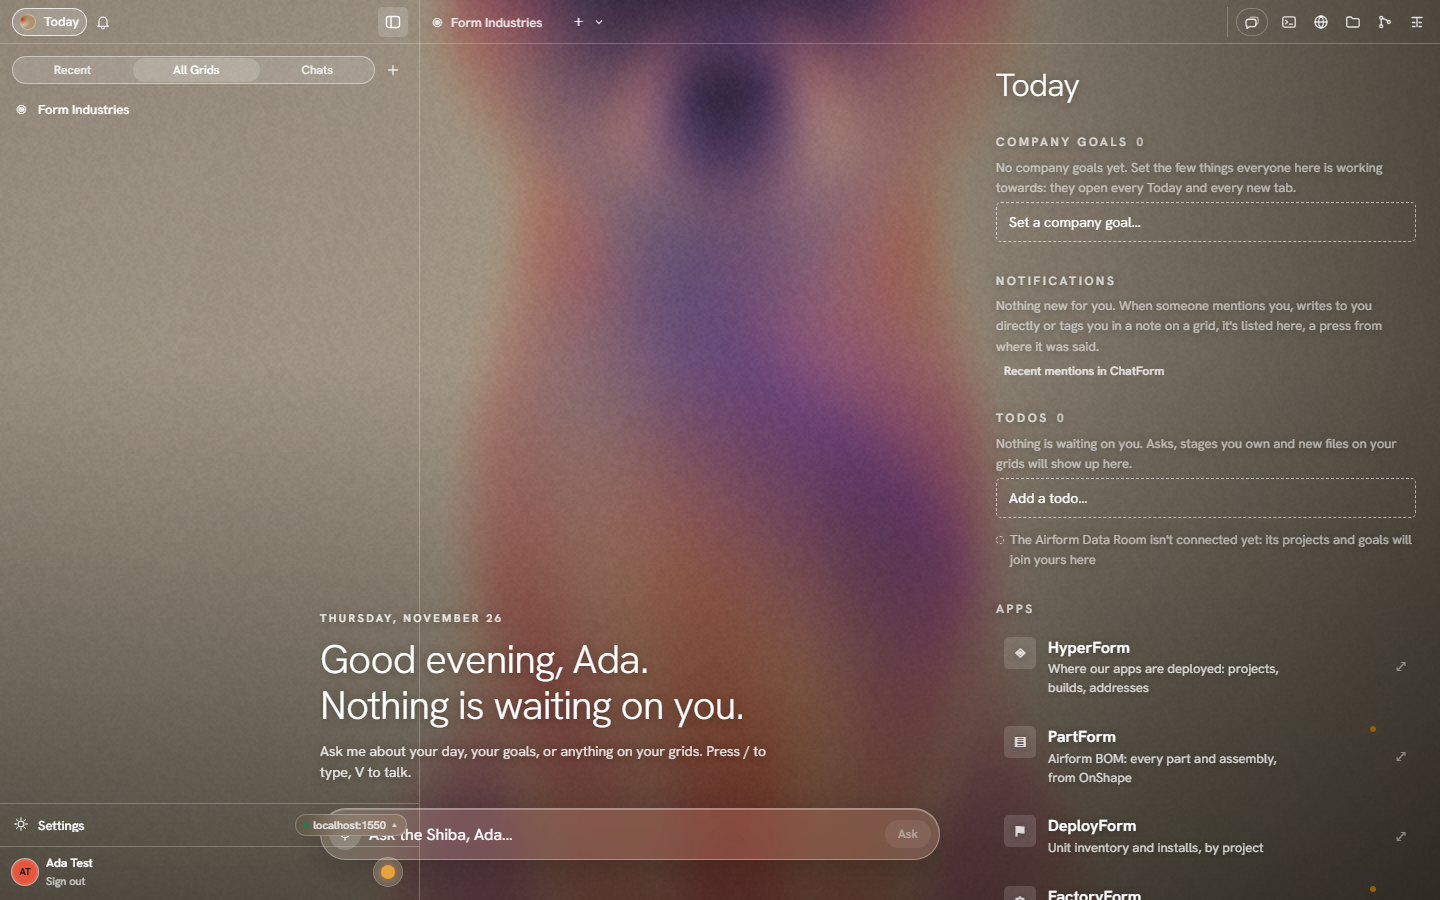 Today
Form Industries
Recent
All Grids
Chats
Form Industries
Today
COMPANY GOALS 0
No company goals yet. Set the few things everyone here is working
towards: they open every Today and every new tab.
Set a company goal...
NOTIFICATIONS
Nothing new for you. When someone mentions you, writes to you
directly or tags you in a note on a grid, it's listed here, a press from
where it was said.
Recent mentions in ChatForm
TODOS 0
Nothing is waiting on you. Asks, stages you own and new files on your
grids will show up here.
Add a todo...
The Airform Data Room isn't connected yet: its projects and goals will
join yours here
APPS
HyperForm
Where our apps are deployed: projects,
builds, addresses
PartForm
Airform BOM: every part and assembly,
from OnShape
DeployForm
Unit inventory and installs, by project
FactoryForm
THURSDAY, NOVEMBER 26
Good evening, Ada.
Nothing is waiting on you.
Ask me about your day, your goals, or anything on your grids. Press / to
type, V to talk.
Ask the Shiba, Ada...
Ask
Settings
localhost:1550
AT
Ada Test
Sign out